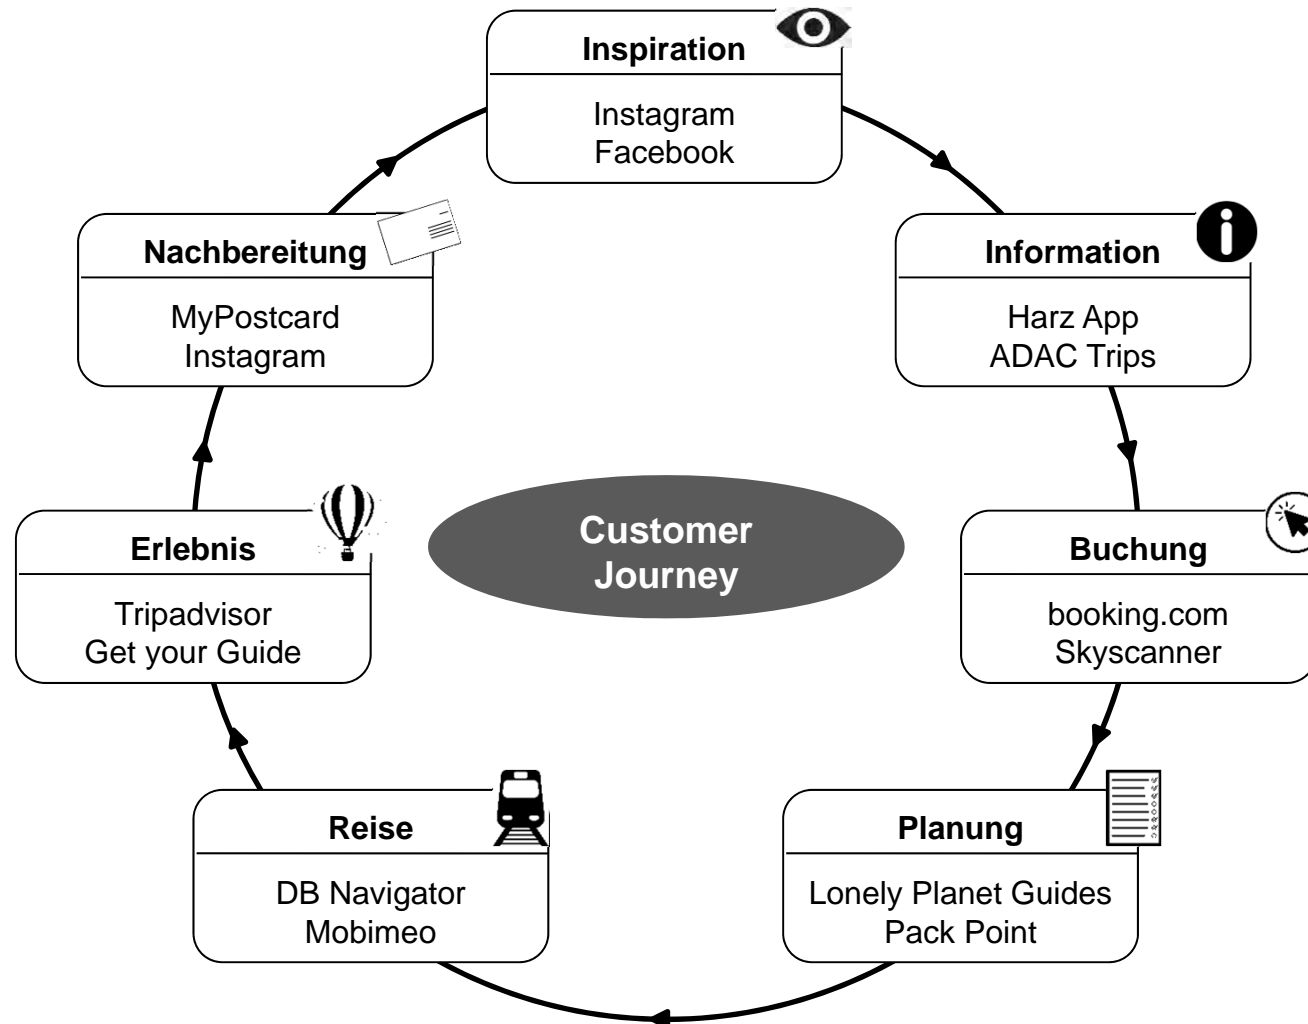 Inspiration
Instagram
Facebook
Information
Harz App
ADAC Trips
Buchung
booking.com
Skyscanner
Planung
Lonely Planet Guides
Pack Point
Reise
DB Navigator
Mobimeo
Erlebnis
Tripadvisor
Get your Guide
Nachbereitung
MyPostcard
Instagram
Customer
Journey